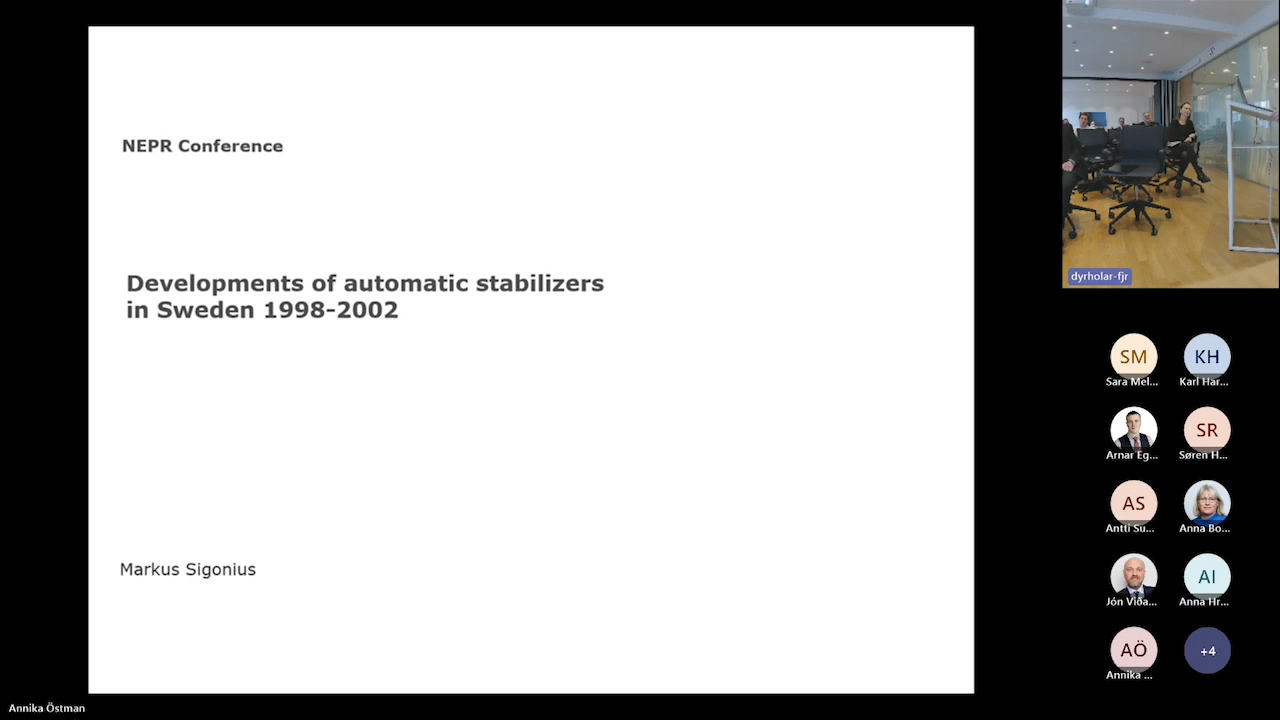 NEPR Conference
Developments of automatic stabilizers
in Sweden 1998-2002
Markus Sigonius
Annika Östman
dyrholar-fjr
SM
Sara Mel...
KH
Karl Har...
Arnar Eg...
SR
Søren H...
AS
Antti Su...
Anna Bo...
Jón Viða...
AI
Anna Hr...
AÖ
Annika ...
+4